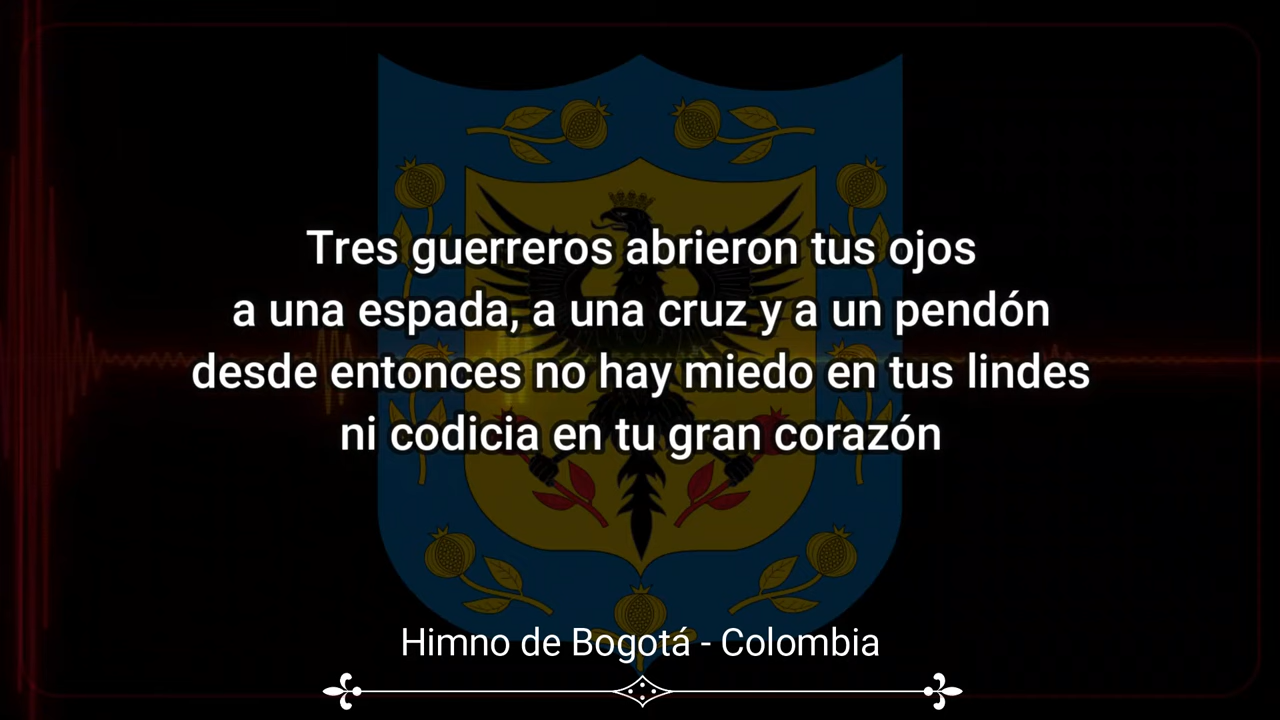 Tres guerreros abrieron tus ojos
a una espada, a una cruz y a un pendón
desde entonces no hay miedo en tus lindes
ni codicia en tu gran corazón
Himno de Bogotá - Colombia